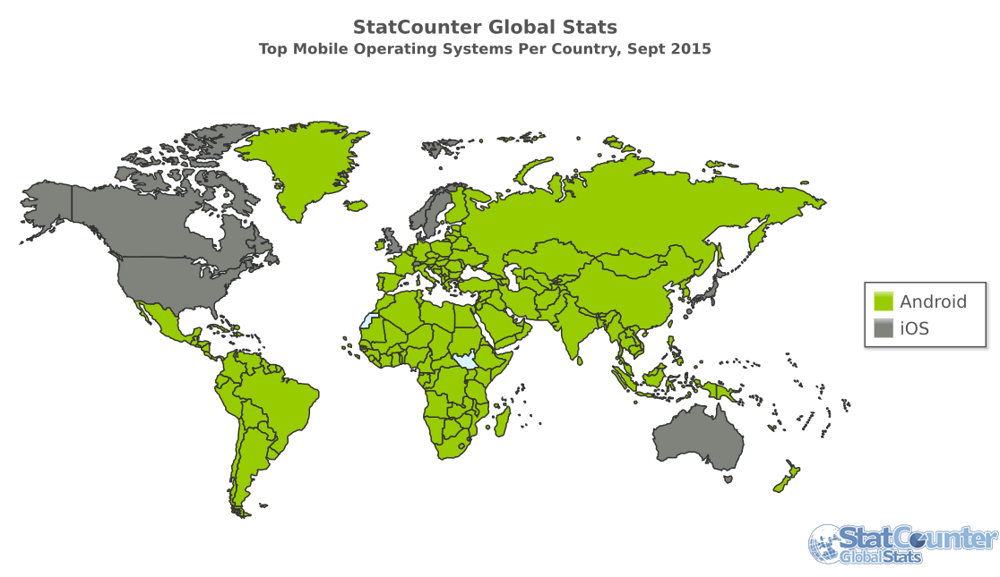 StatCounter Global Stats
Top Mobile Operating Systems Per Country, Sept 2015
Android
iOS
StatCounter
GlobalStats